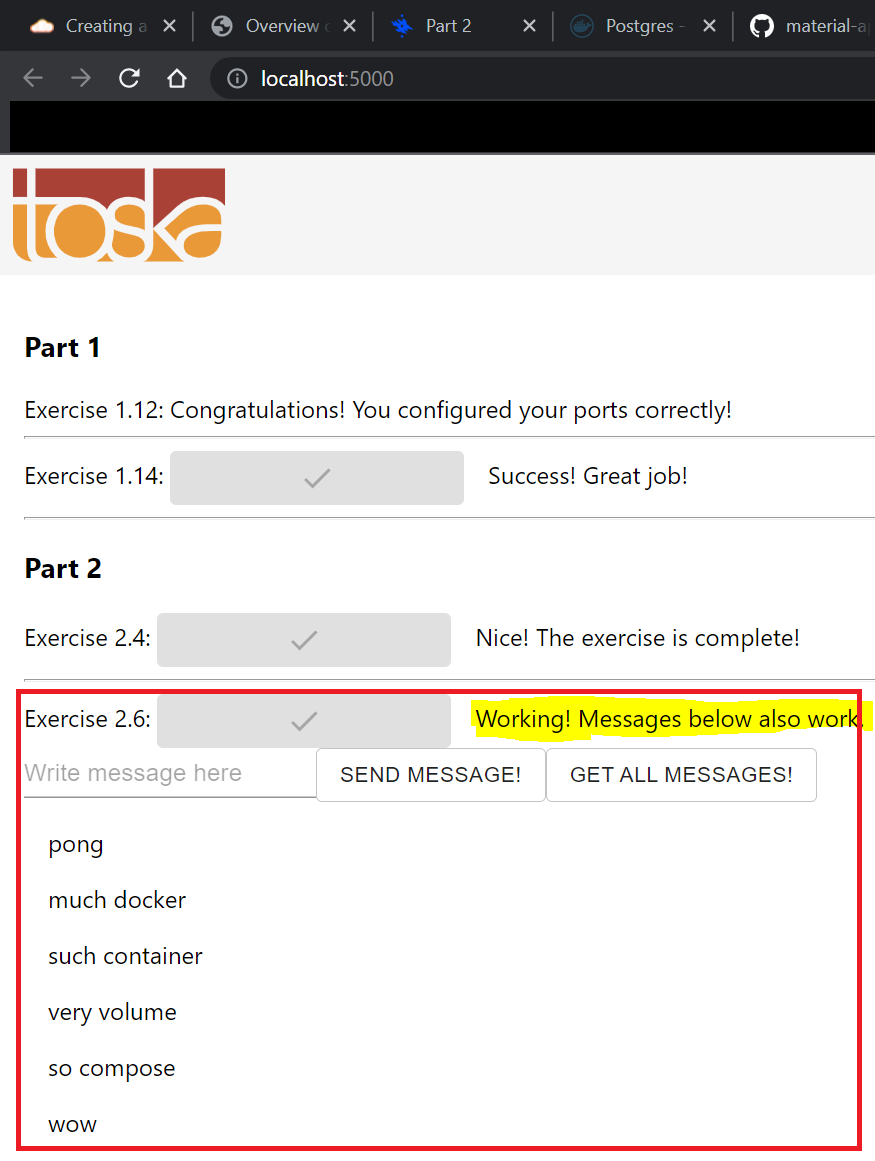 Creating a
Overview
Part 2
Postgres -
material-a
localhost:5000
toska
Part 1
Exercise 1.12: Congratulations! You configured your ports correctly!
Exercise 1.14: Success! Great job!
Part 2
Exercise 2.4: Nice! The exercise is complete!
Exercise 2.6: Working! Messages below also work.
Write message here SEND MESSAGE! GET ALL MESSAGES!
pong
much docker
such container
very volume
so compose
wow